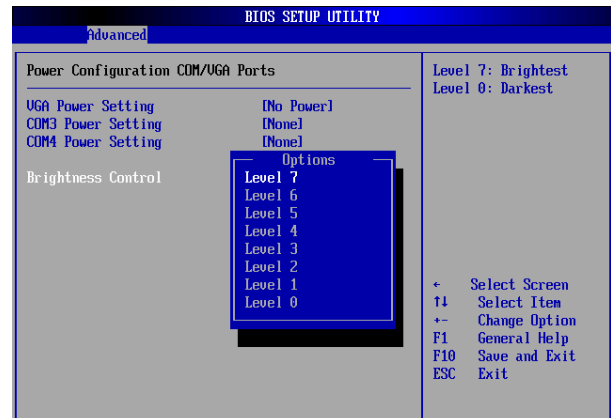 BIOS SETUP UTILITY
Advanced
Power Configuration COM/VGA Ports
VGA Power Setting [No Power]
COM3 Power Setting [None]
COM4 Power Setting [None]
Brightness Control
Options
Level 7
Level 6
Level 5
Level 4
Level 3
Level 2
Level 1
Level 0
Level 7: Brightest
Level 0: Darkest
← Select Screen
↑↓ Select Item
+- Change Option
F1 General Help
F10 Save and Exit
ESC Exit